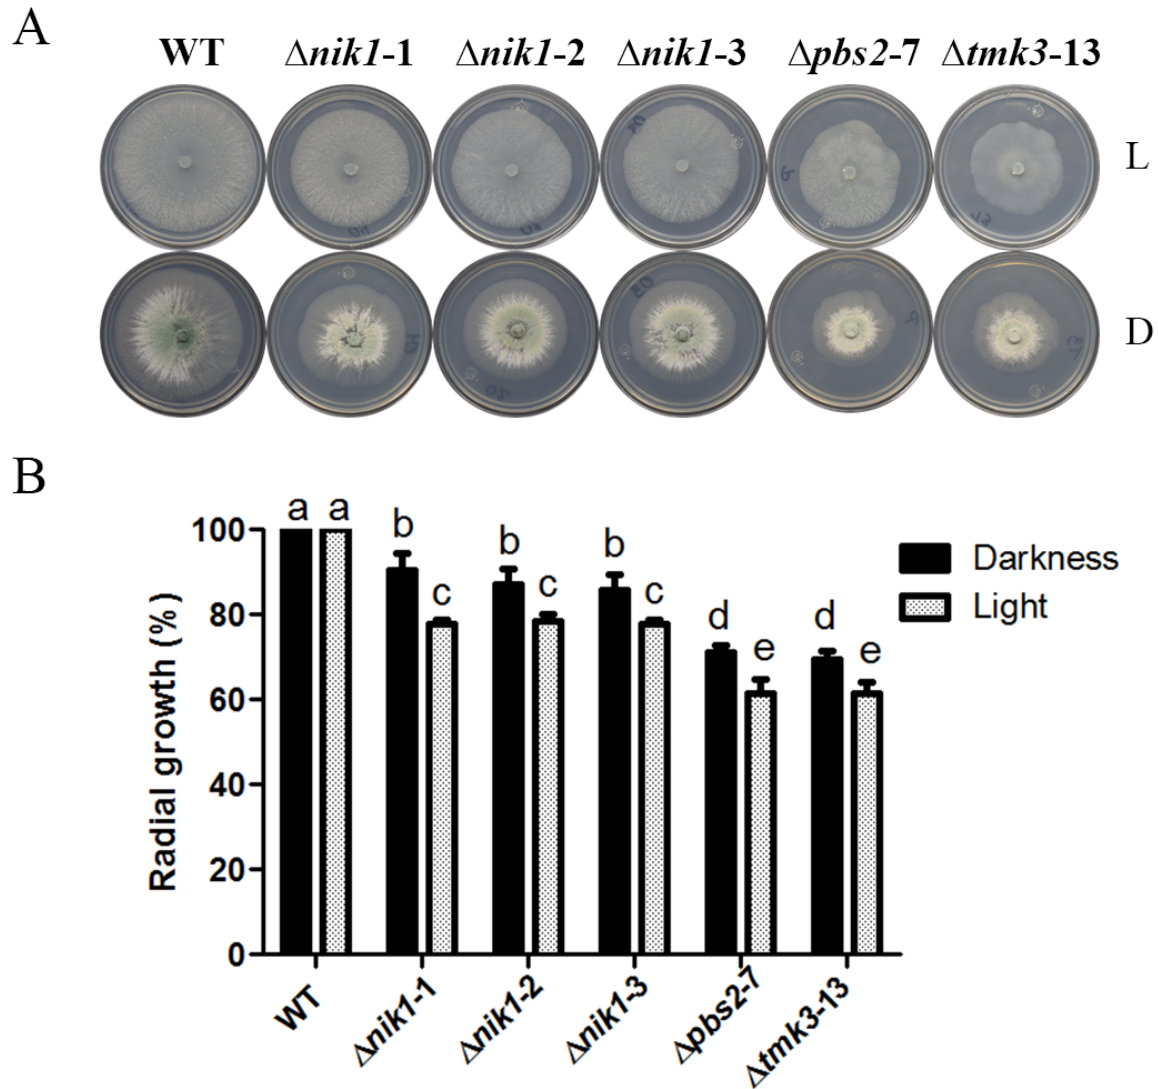 A
WT Δnik1-1 Δnik1-2 Δnik1-3 Δpbs2-7 Δtmk3-13
L
D
B
Radial growth (%)
100
80
60
40
20
0
a a b c b c b c d e d e
Darkness
Light
WT Δnik1-1 Δnik1-2 Δnik1-3 Δpbs2-7 Δtmk3-13